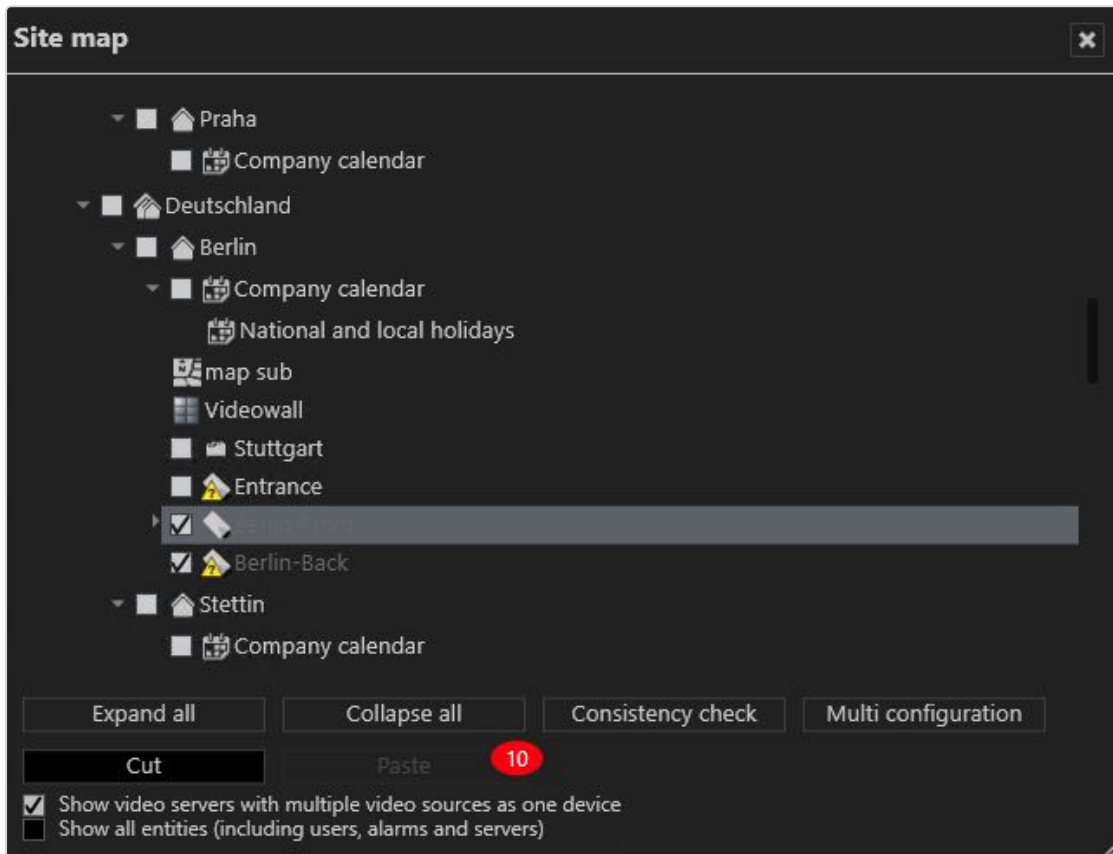 Site map
Praha
Company calendar
Deutschland
Berlin
Company calendar
National and local holidays
map sub
Videowall
Stuttgart
Entrance
Berlin-Front
Berlin-Back
Stettin
Company calendar
Expand all Collapse all Consistency check Multi configuration
Cut Paste 10
Show video servers with multiple video sources as one device
Show all entities (including users, alarms and servers)